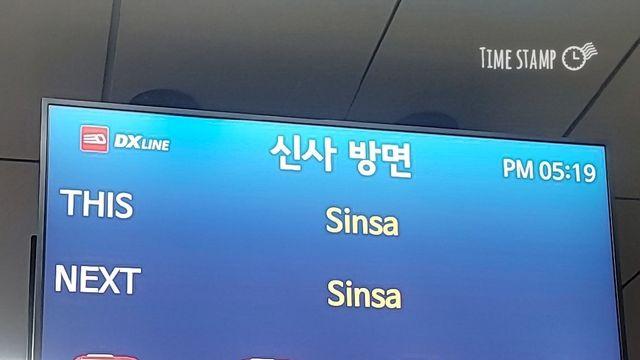 TIME STAMP
DX LINE 신사 방면 PM 05:19
THIS Sinsa
NEXT Sinsa